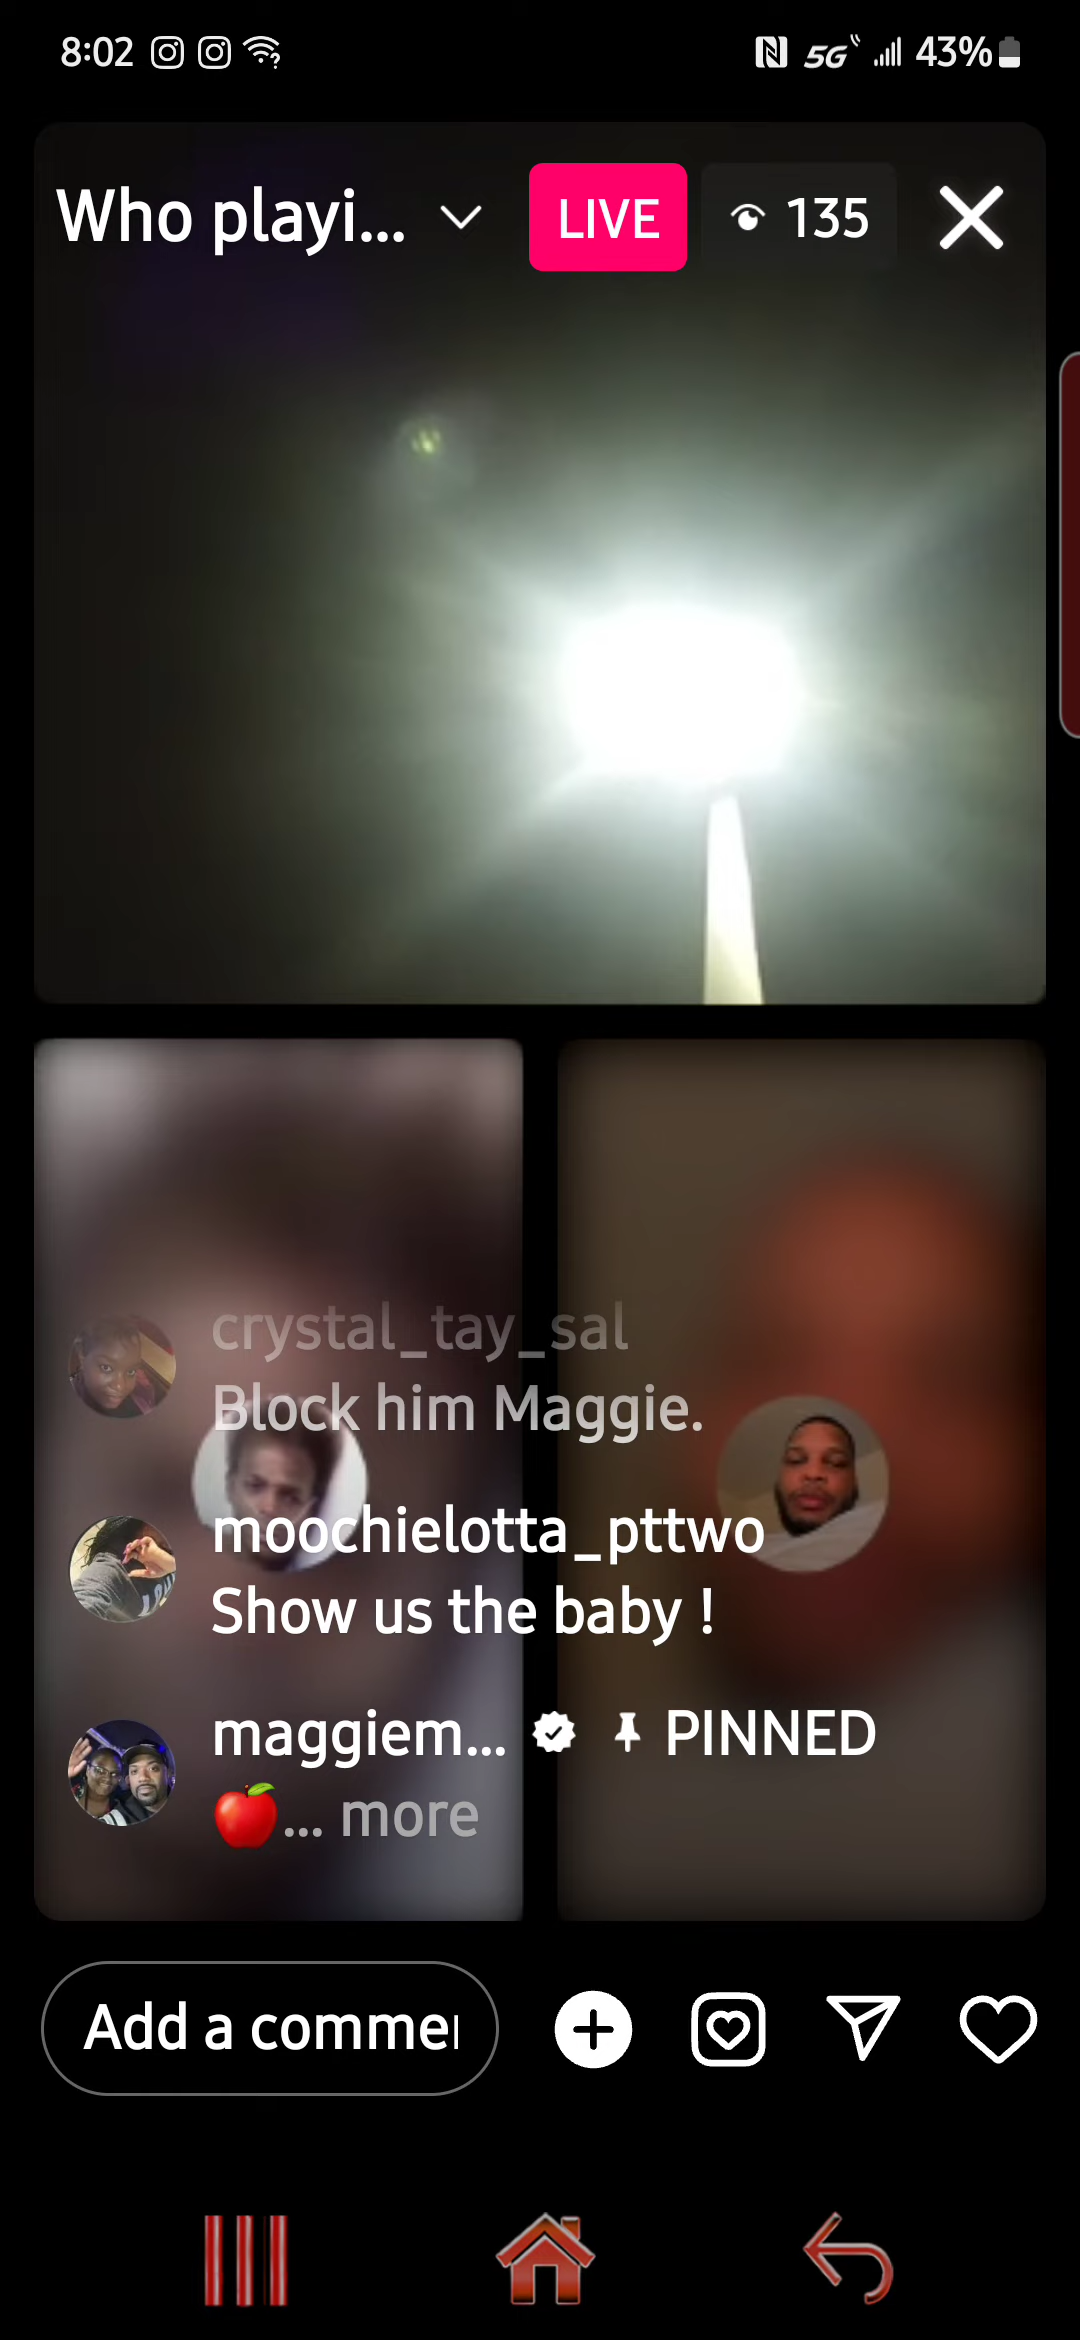 8:02
5G 43%
Who playi...
LIVE
135
crystal_tay_sal
Block him Maggie.
moochielotta_pttwo
Show us the baby !
maggiem... PINNED
... more
Add a commen